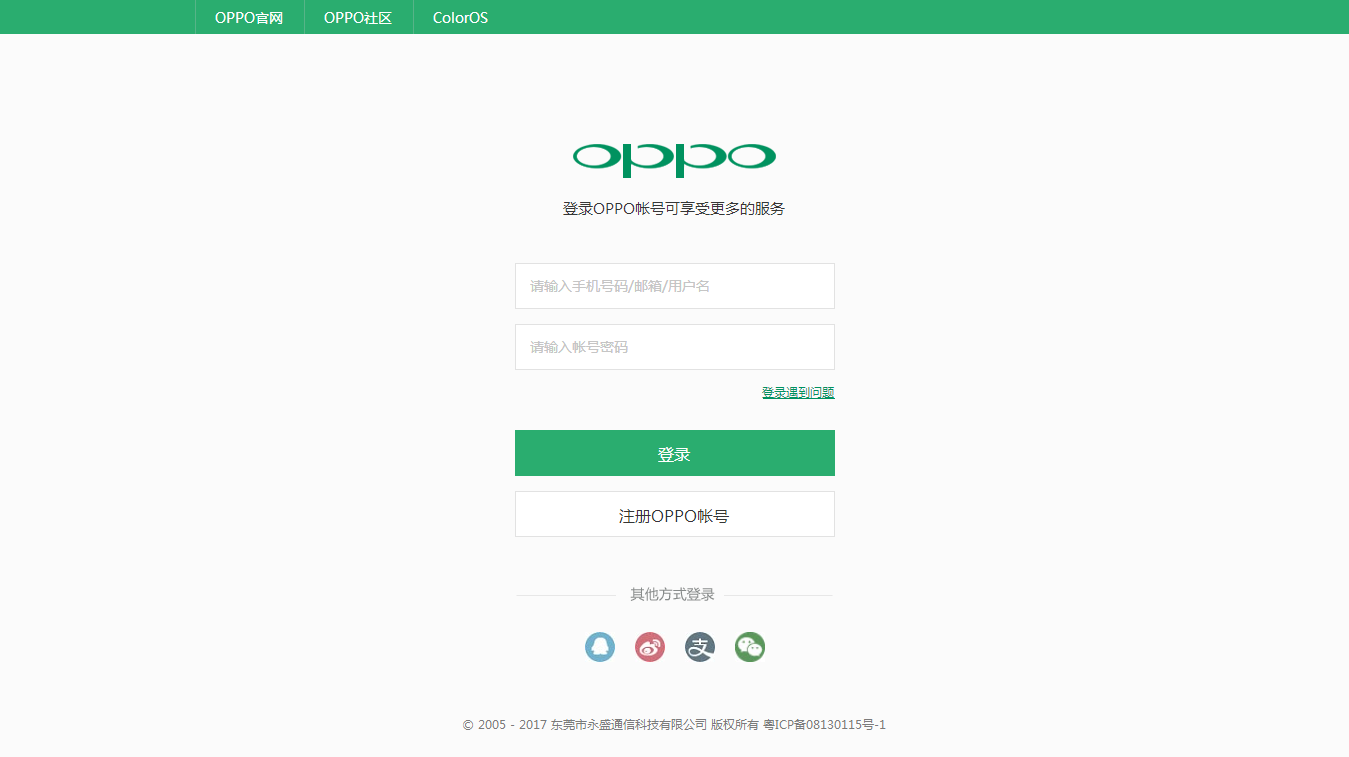 OPPO官网 OPPO社区 ColorOS
oppo
登录OPPO帐号可享受更多的服务
请输入手机号码/邮箱/用户名
请输入帐号密码
登录遇到问题
登录
注册OPPO帐号
其他方式登录
支
© 2005 - 2017 东莞市永盛通信科技有限公司 版权所有 粤ICP备08130115号-1